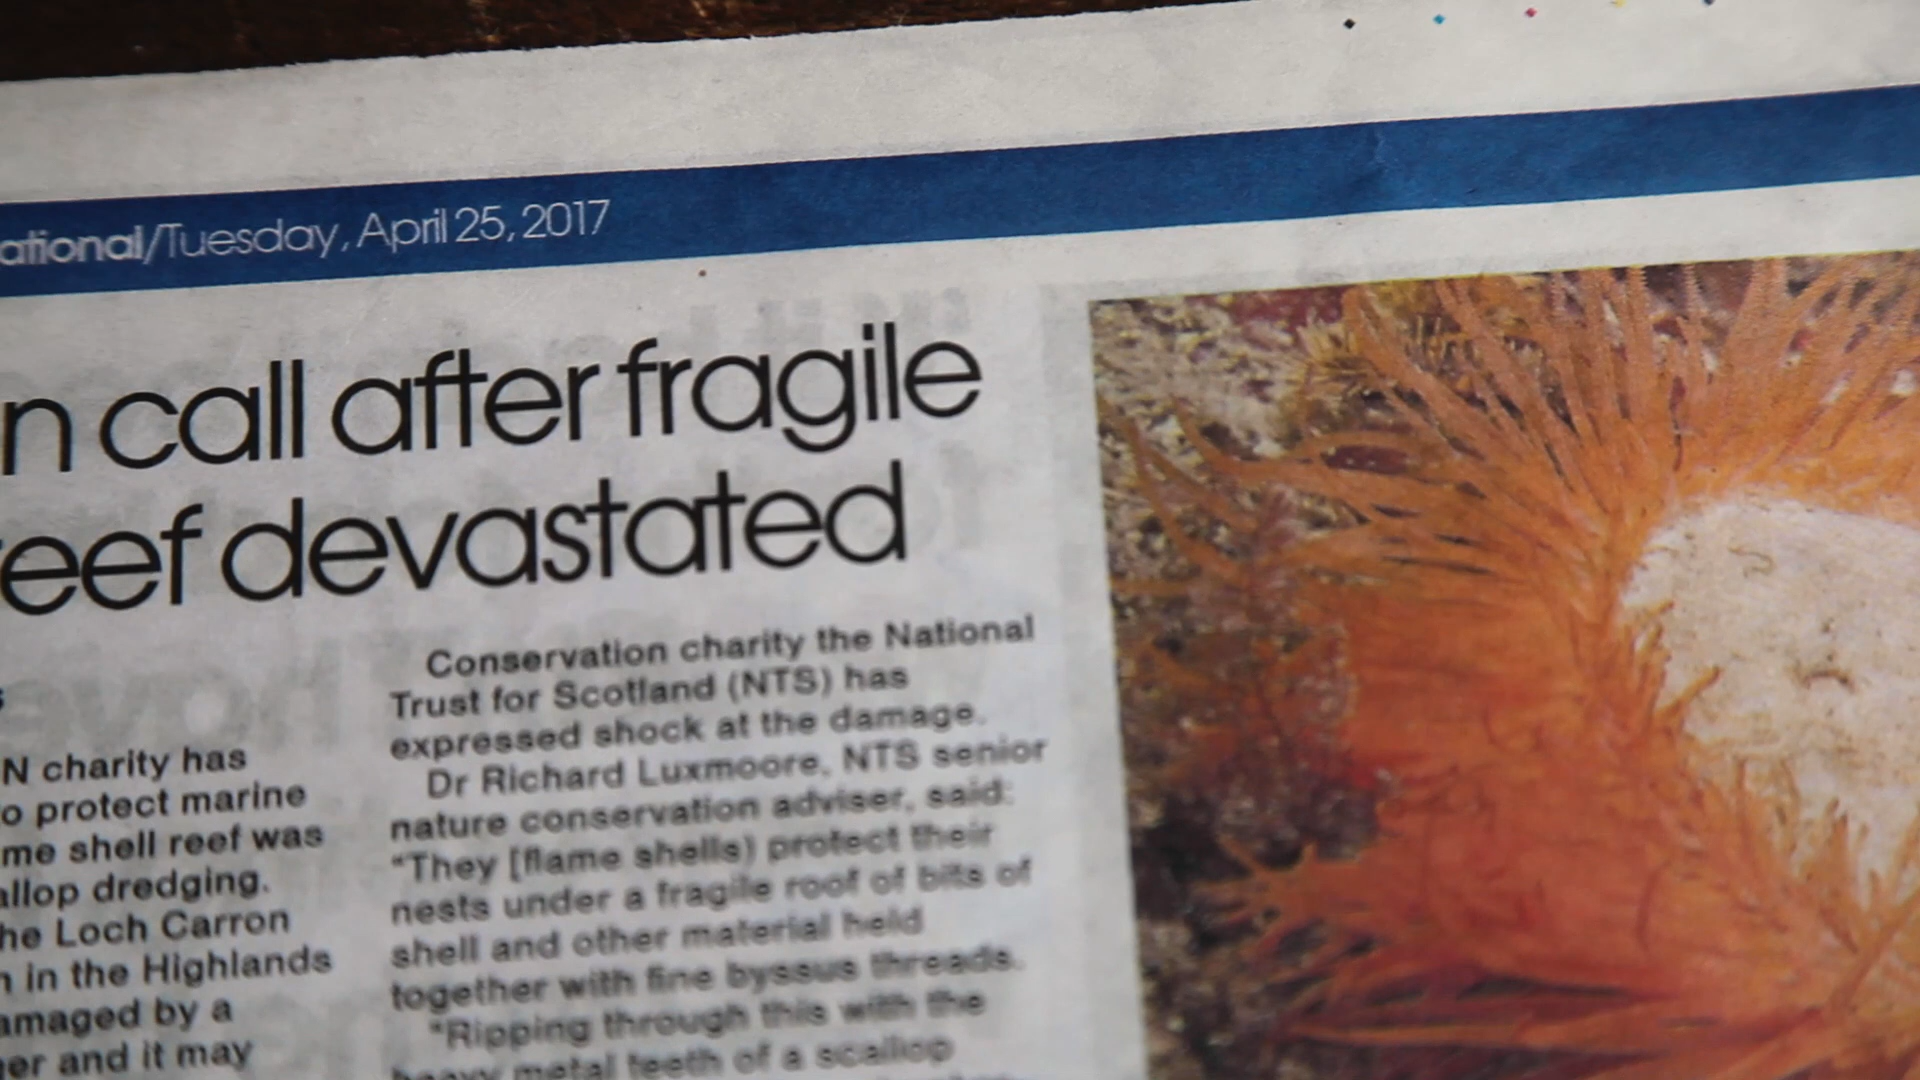 ational/Tuesday, April 25, 2017
n call after fragile
reef devastated
N charity has
o protect marine
me shell reef was
allop dredging.
he Loch Carron
n in the Highlands
amaged by a
ger and it may
Conservation charity the National
Trust for Scotland (NTS) has
expressed shock at the damage.
Dr Richard Luxmoore, NTS senior
nature conservation adviser, said:
“They [flame shells) protect their
nests under a fragile roof of bits of
shell and other material held
together with fine byssus threads.
“Ripping through this with the
heavy metal teeth of a scallop